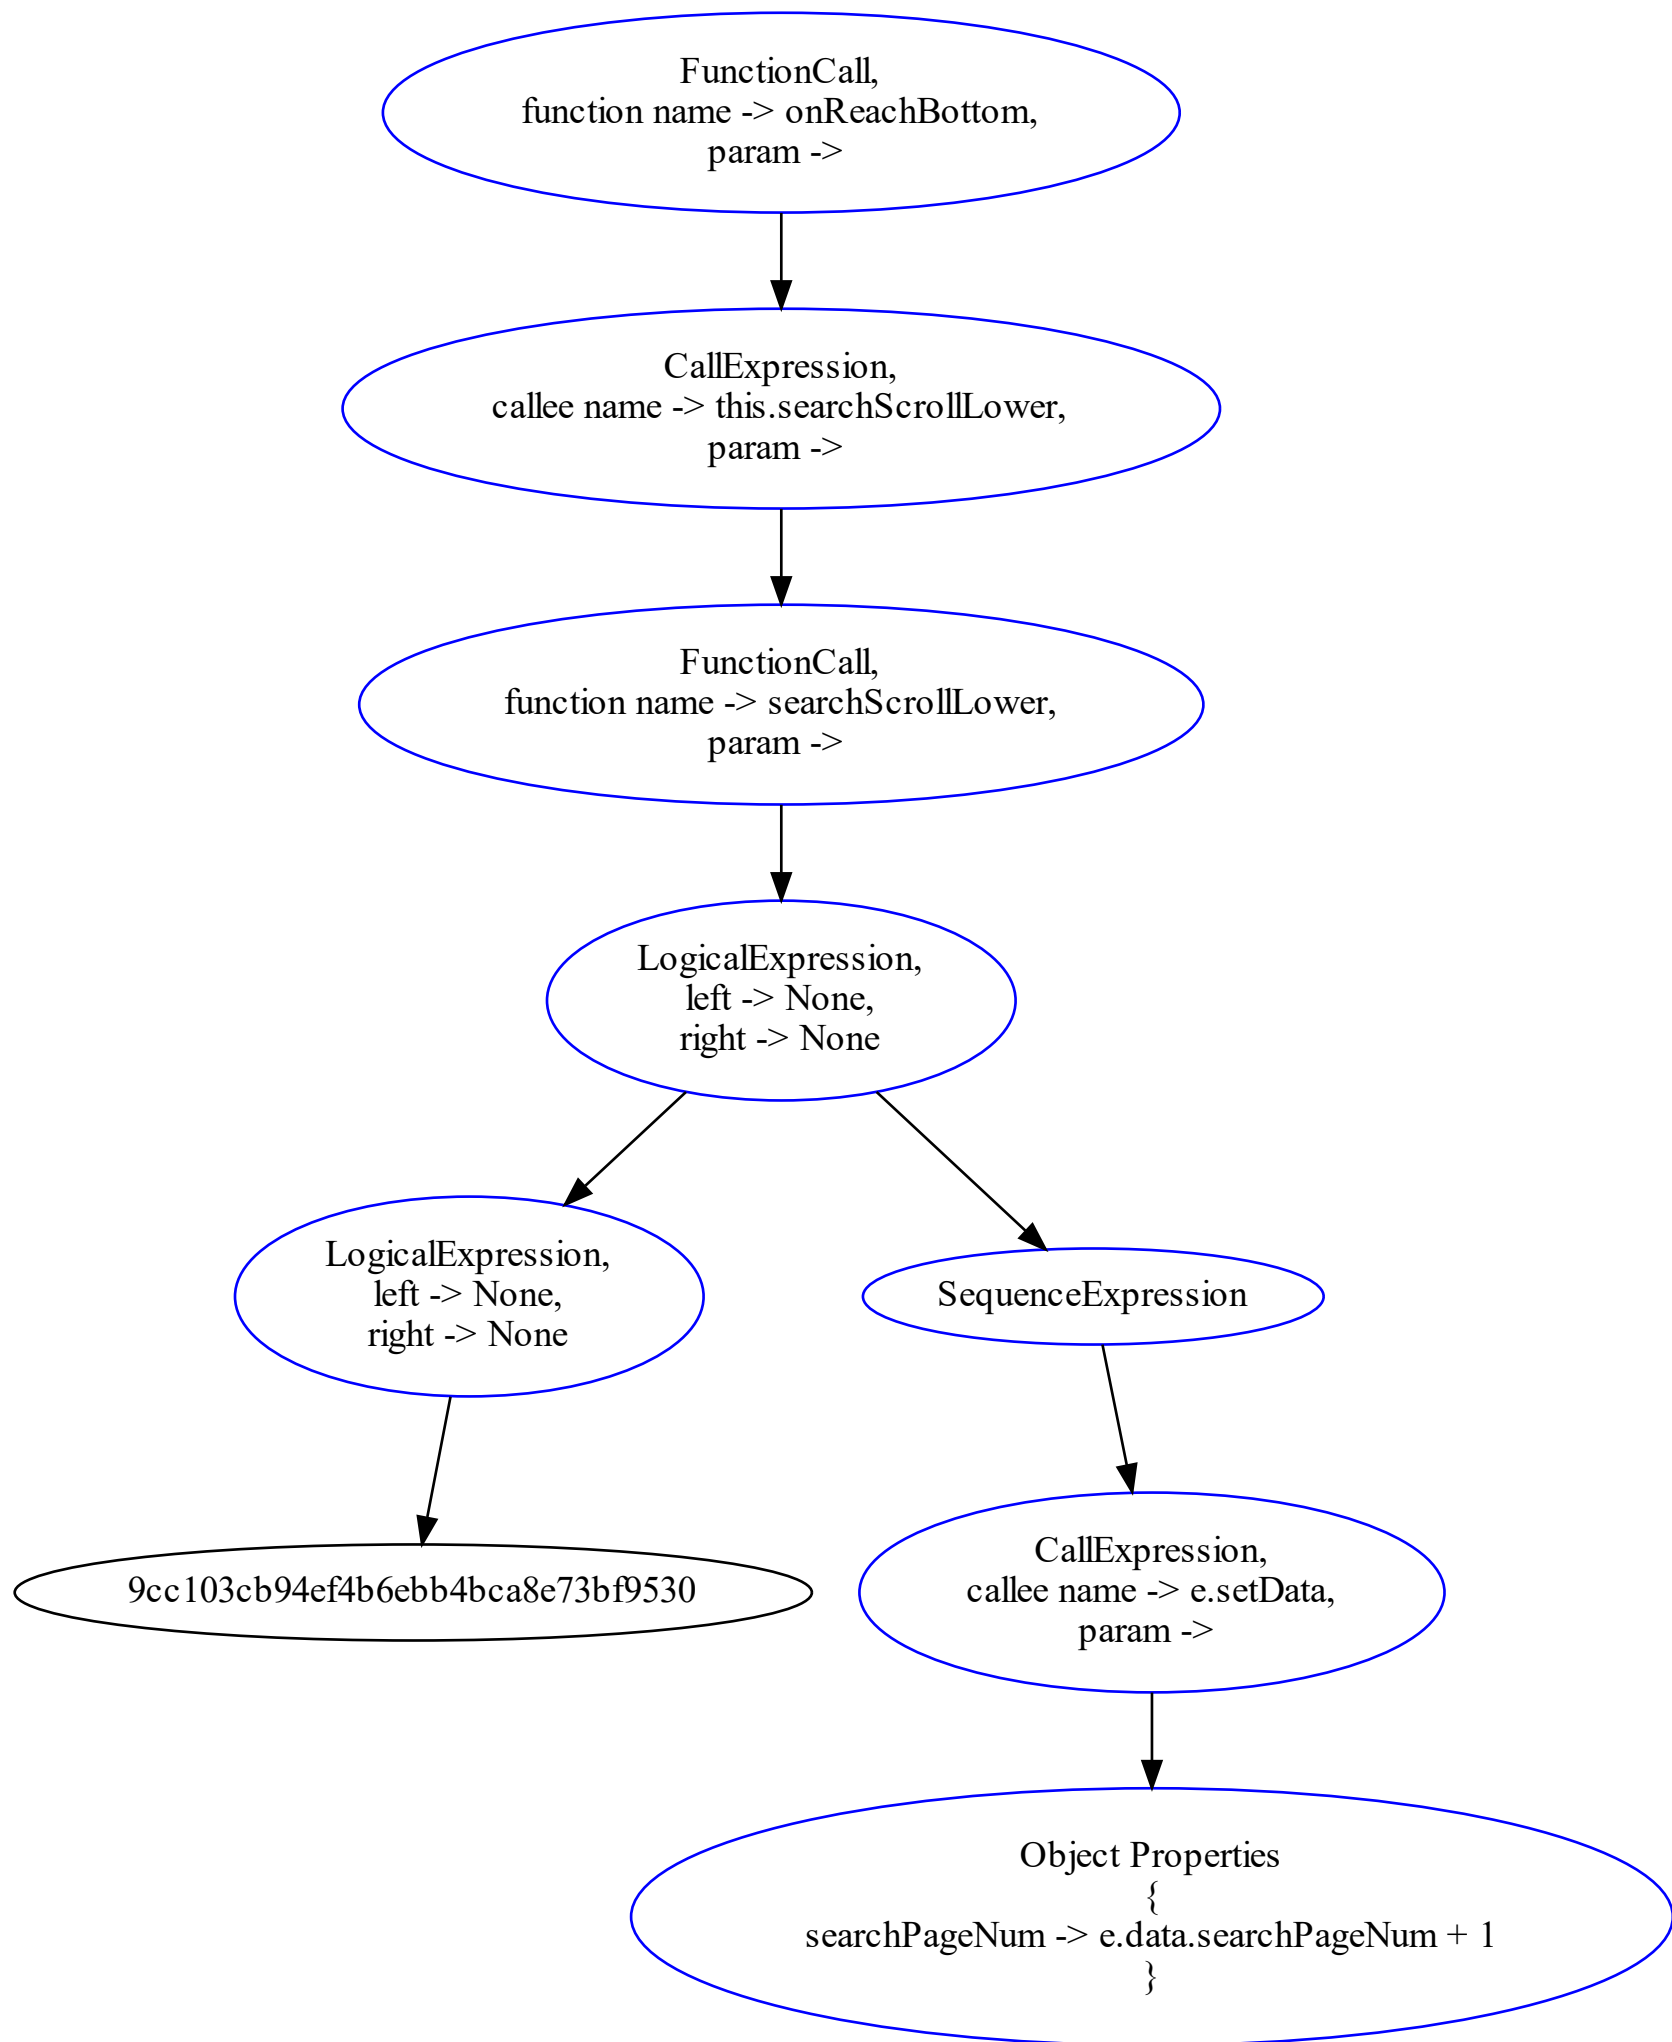 FunctionCall,
function name -> onReachBottom,
param ->
CallExpression,
callee name -> this.searchScrollLower,
param ->
FunctionCall,
function name -> searchScrollLower,
param ->
LogicalExpression,
left -> None,
right -> None
LogicalExpression,
left -> None,
right -> None
SequenceExpression
9cc103cb94ef4b6ebb4bca8e73bf9530
CallExpression,
callee name -> e.setData,
param ->
Object Properties
{
searchPageNum -> e.data.searchPageNum + 1
}